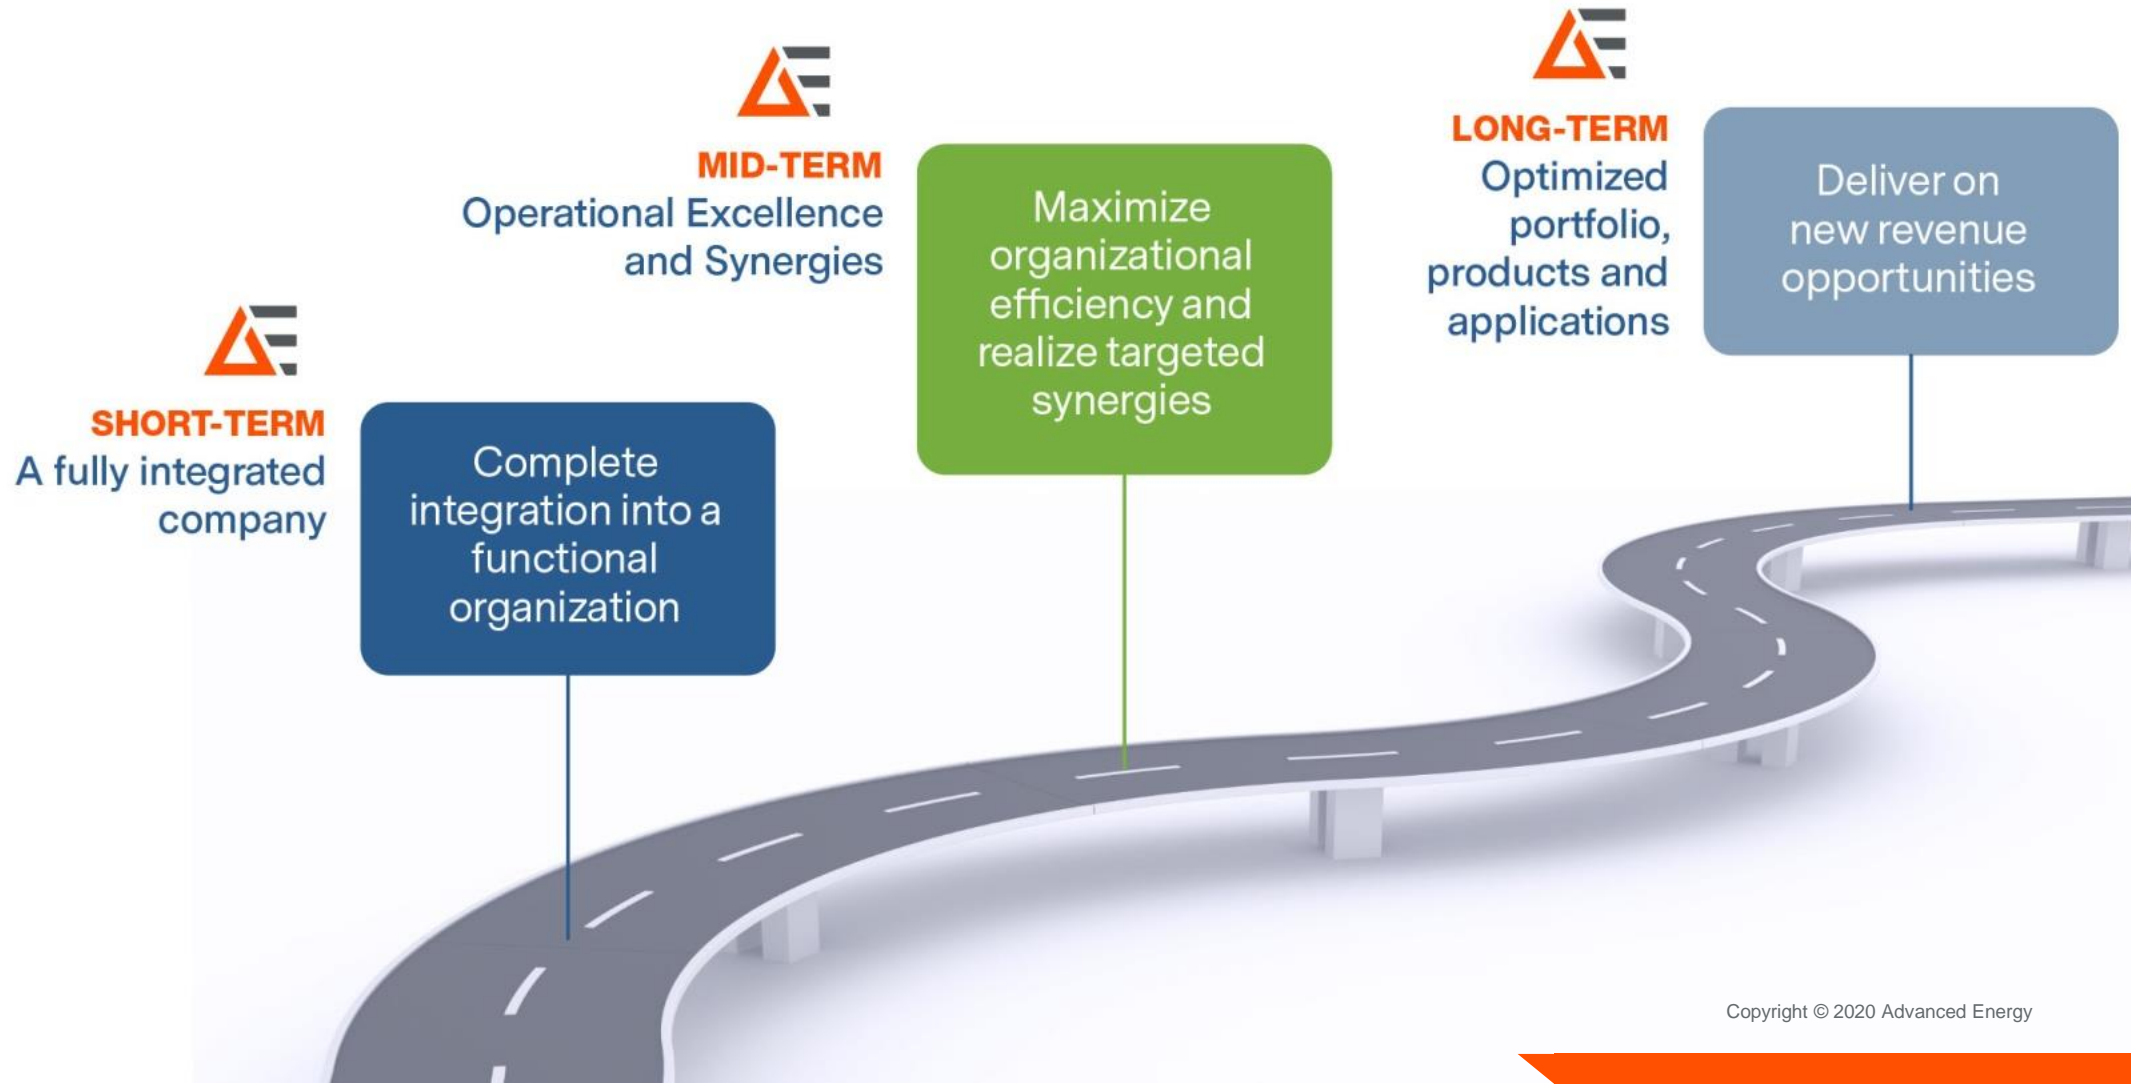 SHORT-TERM
A fully integrated
company
Complete
integration into a
functional
organization
MID-TERM
Operational Excellence
and Synergies
Maximize
organizational
efficiency and
realize targeted
synergies
LONG-TERM
Optimized
portfolio,
products and
applications
Deliver on
new revenue
opportunities
Copyright © 2020 Advanced Energy